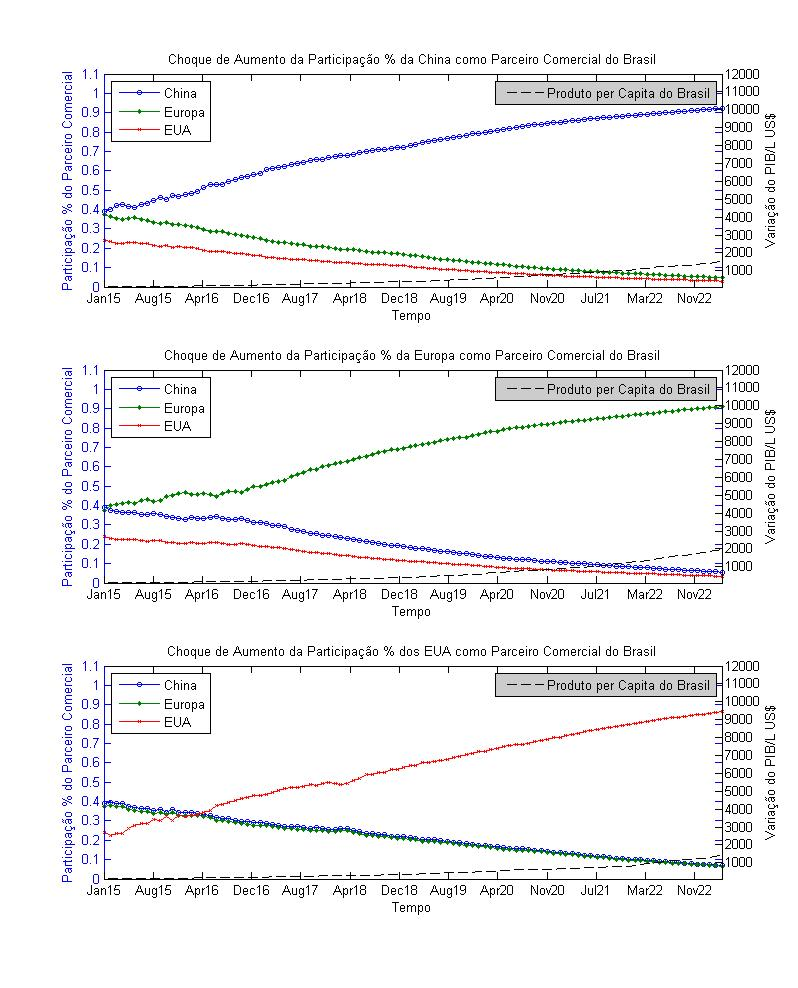 Choque de Aumento da Participação % da China como Parceiro Comercial do Brasil
Participação % do Parceiro Comercial
1.1
1
0.9
0.8
0.7
0.6
0.5
0.4
0.3
0.2
0.1
0
China
Europa
EUA
Produto per Capita do Brasil
12000
11000
10000
9000
8000
7000
6000
5000
4000
3000
2000
1000
Variação do PIB/L US$
Jan15 Aug15 Apr16 Dec16 Aug17 Apr18 Dec18 Aug19 Apr20 Nov20 Jul21 Mar22 Nov22
Tempo
Choque de Aumento da Participação % da Europa como Parceiro Comercial do Brasil
Participação % do Parceiro Comercial
1.1
1
0.9
0.8
0.7
0.6
0.5
0.4
0.3
0.2
0.1
0
China
Europa
EUA
Produto per Capita do Brasil
12000
11000
10000
9000
8000
7000
6000
5000
4000
3000
2000
1000
Variação do PIB/L US$
Jan15 Aug15 Apr16 Dec16 Aug17 Apr18 Dec18 Aug19 Apr20 Nov20 Jul21 Mar22 Nov22
Tempo
Choque de Aumento da Participação % dos EUA como Parceiro Comercial do Brasil
Participação % do Parceiro Comercial
1.1
1
0.9
0.8
0.7
0.6
0.5
0.4
0.3
0.2
0.1
0
China
Europa
EUA
Produto per Capita do Brasil
12000
11000
10000
9000
8000
7000
6000
5000
4000
3000
2000
1000
Variação do PIB/L US$
Jan15 Aug15 Apr16 Dec16 Aug17 Apr18 Dec18 Aug19 Apr20 Nov20 Jul21 Mar22 Nov22
Tempo